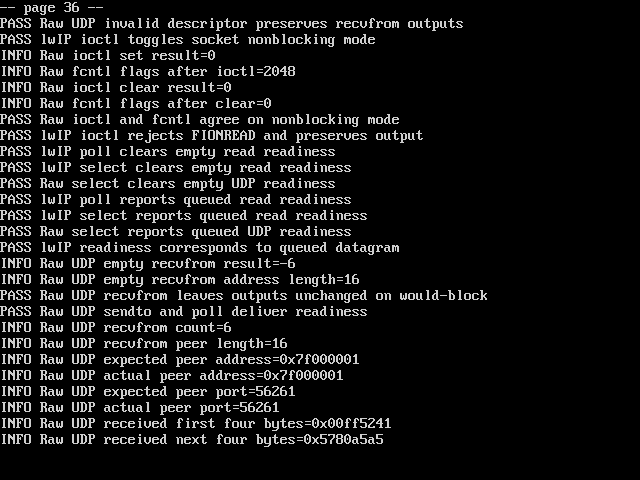 -- page 36 --
PASS Raw UDP invalid descriptor preserves recvfrom outputs
PASS lwIP ioctl toggles socket nonblocking mode
INFO Raw ioctl set result=0
INFO Raw fcntl flags after ioctl=2048
INFO Raw ioctl clear result=0
INFO Raw fcntl flags after clear=0
PASS Raw ioctl and fcntl agree on nonblocking mode
PASS lwIP ioctl rejects FIONREAD and preserves output
PASS lwIP poll clears empty read readiness
PASS lwIP select clears empty read readiness
PASS Raw select clears empty UDP readiness
PASS lwIP poll reports queued read readiness
PASS lwIP select reports queued read readiness
PASS Raw select reports queued UDP readiness
PASS lwIP readiness corresponds to queued datagram
INFO Raw UDP empty recvfrom result=-6
INFO Raw UDP empty recvfrom address length=16
PASS Raw UDP recvfrom leaves outputs unchanged on would-block
PASS Raw UDP sendto and poll deliver readiness
INFO Raw UDP recvfrom count=6
INFO Raw UDP recvfrom peer length=16
INFO Raw UDP expected peer address=0x7f000001
INFO Raw UDP actual peer address=0x7f000001
INFO Raw UDP expected peer port=56261
INFO Raw UDP actual peer port=56261
INFO Raw UDP received first four bytes=0x00ff5241
INFO Raw UDP received next four bytes=0x5780a5a5